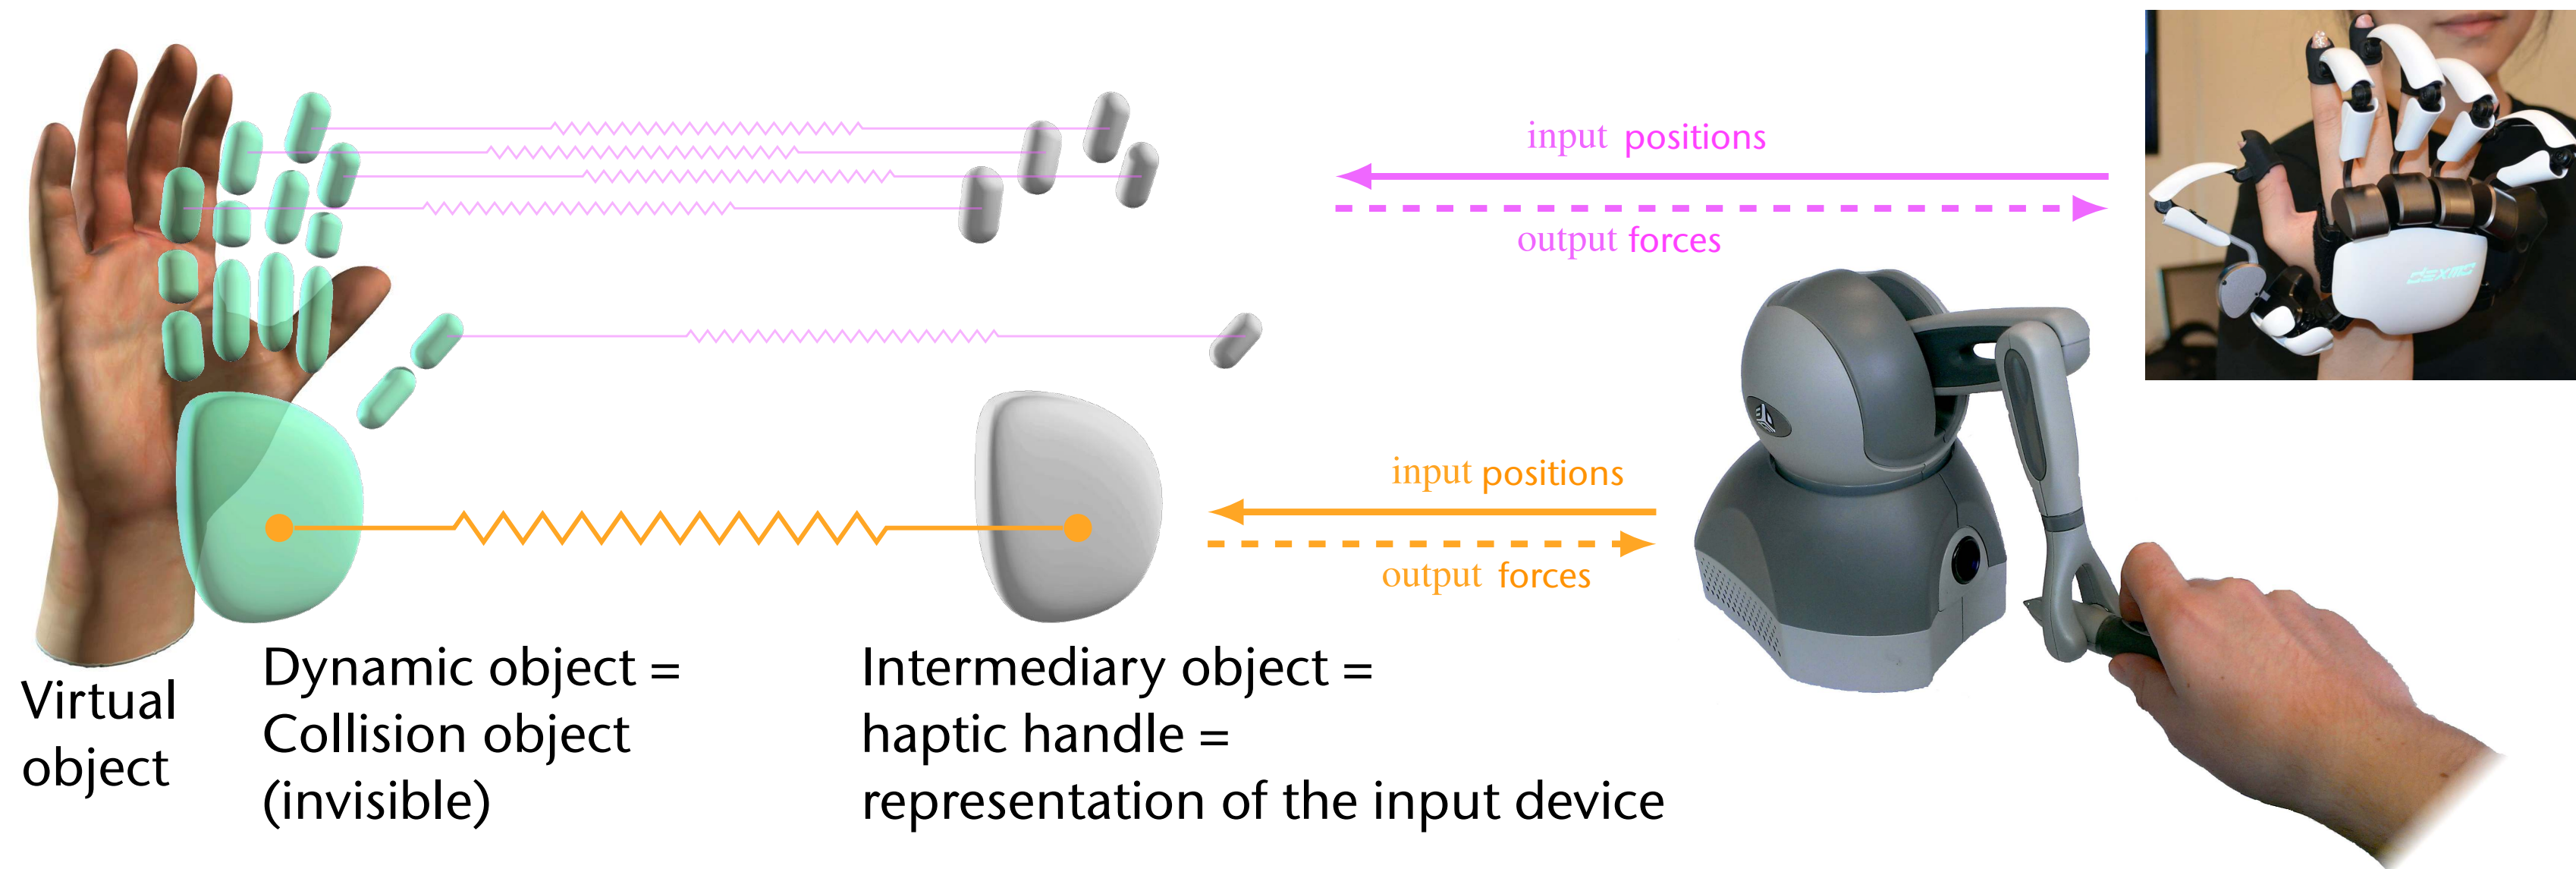 input positions
output forces
dexmo
input positions
output forces
Virtual
object
Dynamic object =
Collision object
(invisible)
Intermediary object =
haptic handle =
representation of the input device